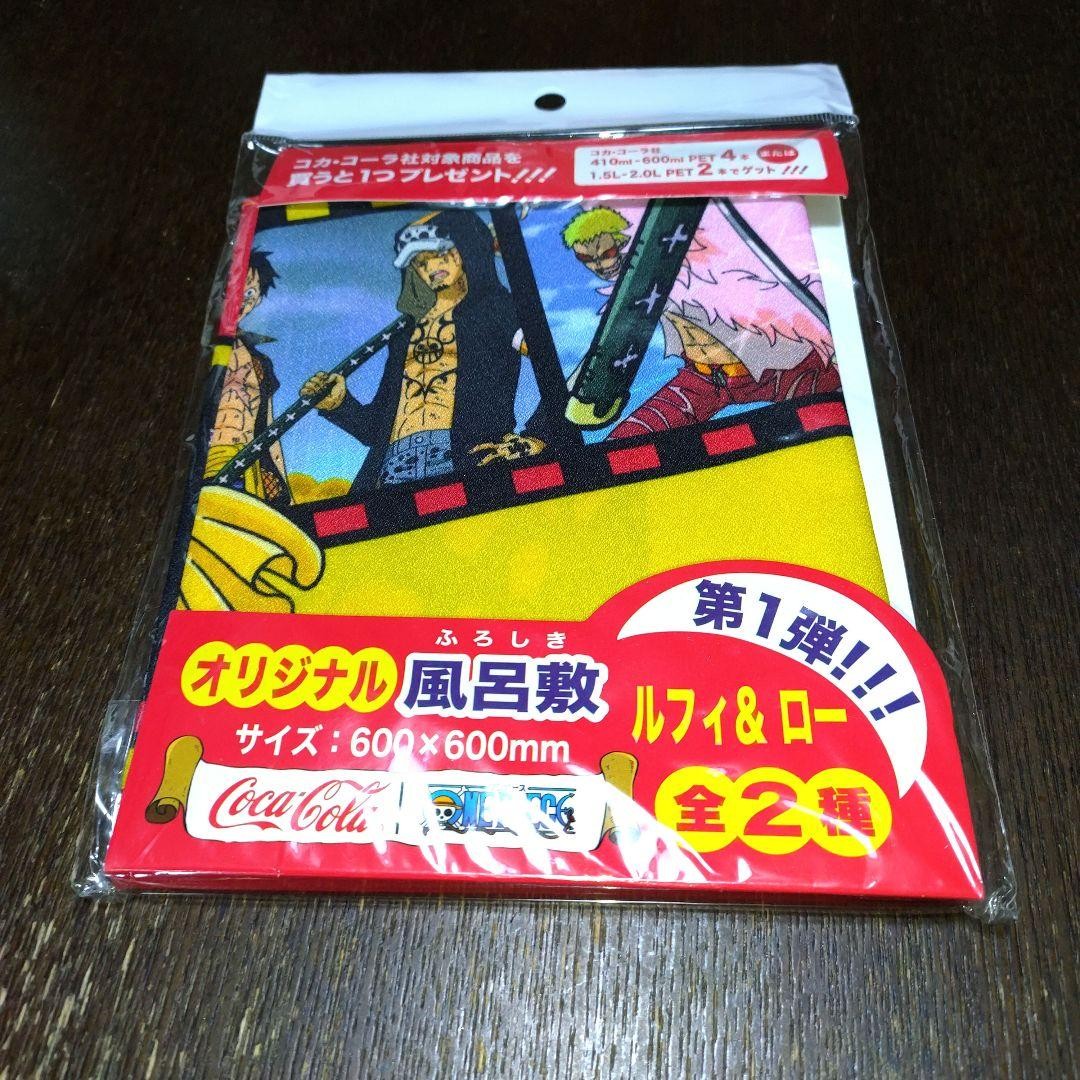 コカ・コーラ社対象商品を
買うと1つプレゼント!!!
コカ・コーラ社
410ml-600ml PET 4本 または
1.5L-2.0L PET 2本でゲット!!!
第1弾!!!
ふろしき
オリジナル 風呂敷
サイズ:600×600mm
ルフィ& ロー
全2種
Coca-Cola
ONE PIECE